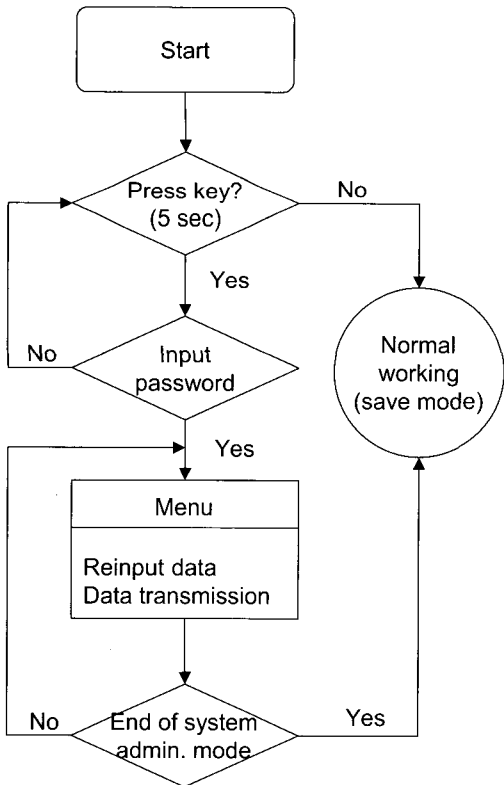 Start
Press key?
(5 sec)
No
Yes
No
Input
password
Normal
working
(save mode)
Yes
Menu
Reinput data
Data transmission
No
End of system
admin. mode
Yes